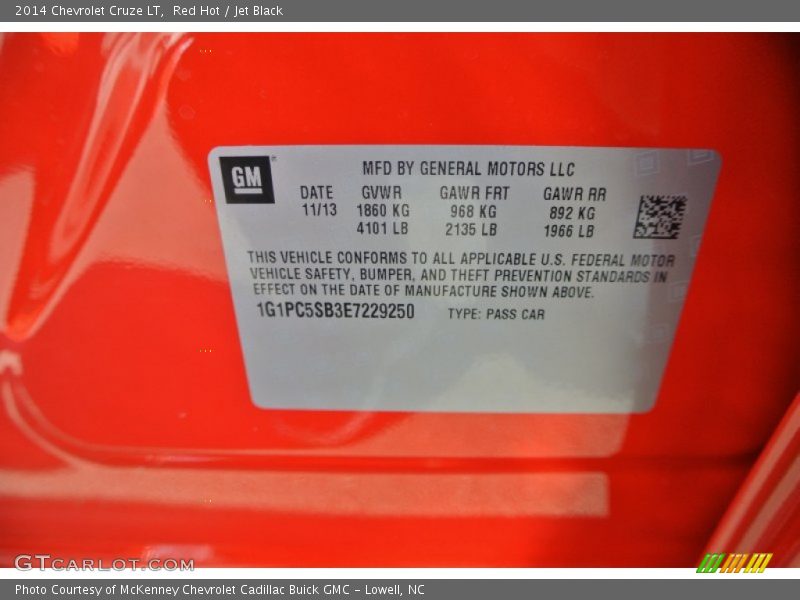 2014 Chevrolet Cruze LT, Red Hot / Jet Black
MFD BY GENERAL MOTORS LLC
GM
DATE GVWR GAWR FRT GAWR RR
11/13 1860 KG 968 KG 892 KG
4101 LB 2135 LB 1966 LB
THIS VEHICLE CONFORMS TO ALL APPLICABLE U.S. FEDERAL MOTOR
VEHICLE SAFETY, BUMPER, AND THEFT PREVENTION STANDARDS IN
EFFECT ON THE DATE OF MANUFACTURE SHOWN ABOVE.
1G1PC5SB3E7229250 TYPE: PASS CAR
GTCARLOT.COM
Photo Courtesy of McKenney Chevrolet Cadillac Buick GMC - Lowell, NC